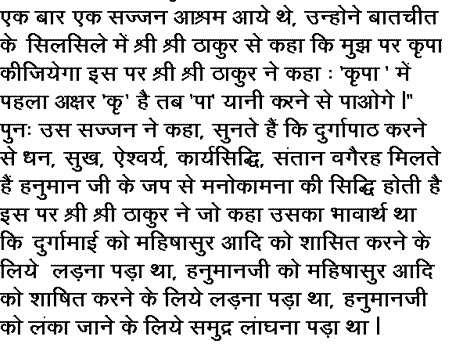 एक बार एक सज्जन आश्रम आये थे, उन्होने बातचीत
के सिलसिले में श्री श्री ठाकुर से कहा कि मुझ पर कृपा
कीजियेगा इस पर श्री श्री ठाकुर ने कहा : 'कृपा ' में
पहला अक्षर 'कृ' है तब 'पा' यानी करने से पाओगे ।"
पुनः उस सज्जन ने कहा, सुनते हैं कि दुर्गापाठ करने
से धन, सुख, ऐश्वर्य, कार्यसिद्धि, संतान वगैरह मिलते
हैं हनुमान जी के जप से मनोकामना की सिद्धि होती है
इस पर श्री श्री ठाकुर ने जो कहा उसका भावार्थ था
कि दुर्गामाई को महिषासुर आदि को शासित करने के
लिये लड़ना पड़ा था, हनुमानजी को महिषासुर आदि
को शाषित करने के लिये लड़ना पड़ा था, हनुमानजी
को लंका जाने के लिये समुद्र लांघना पड़ा था ।